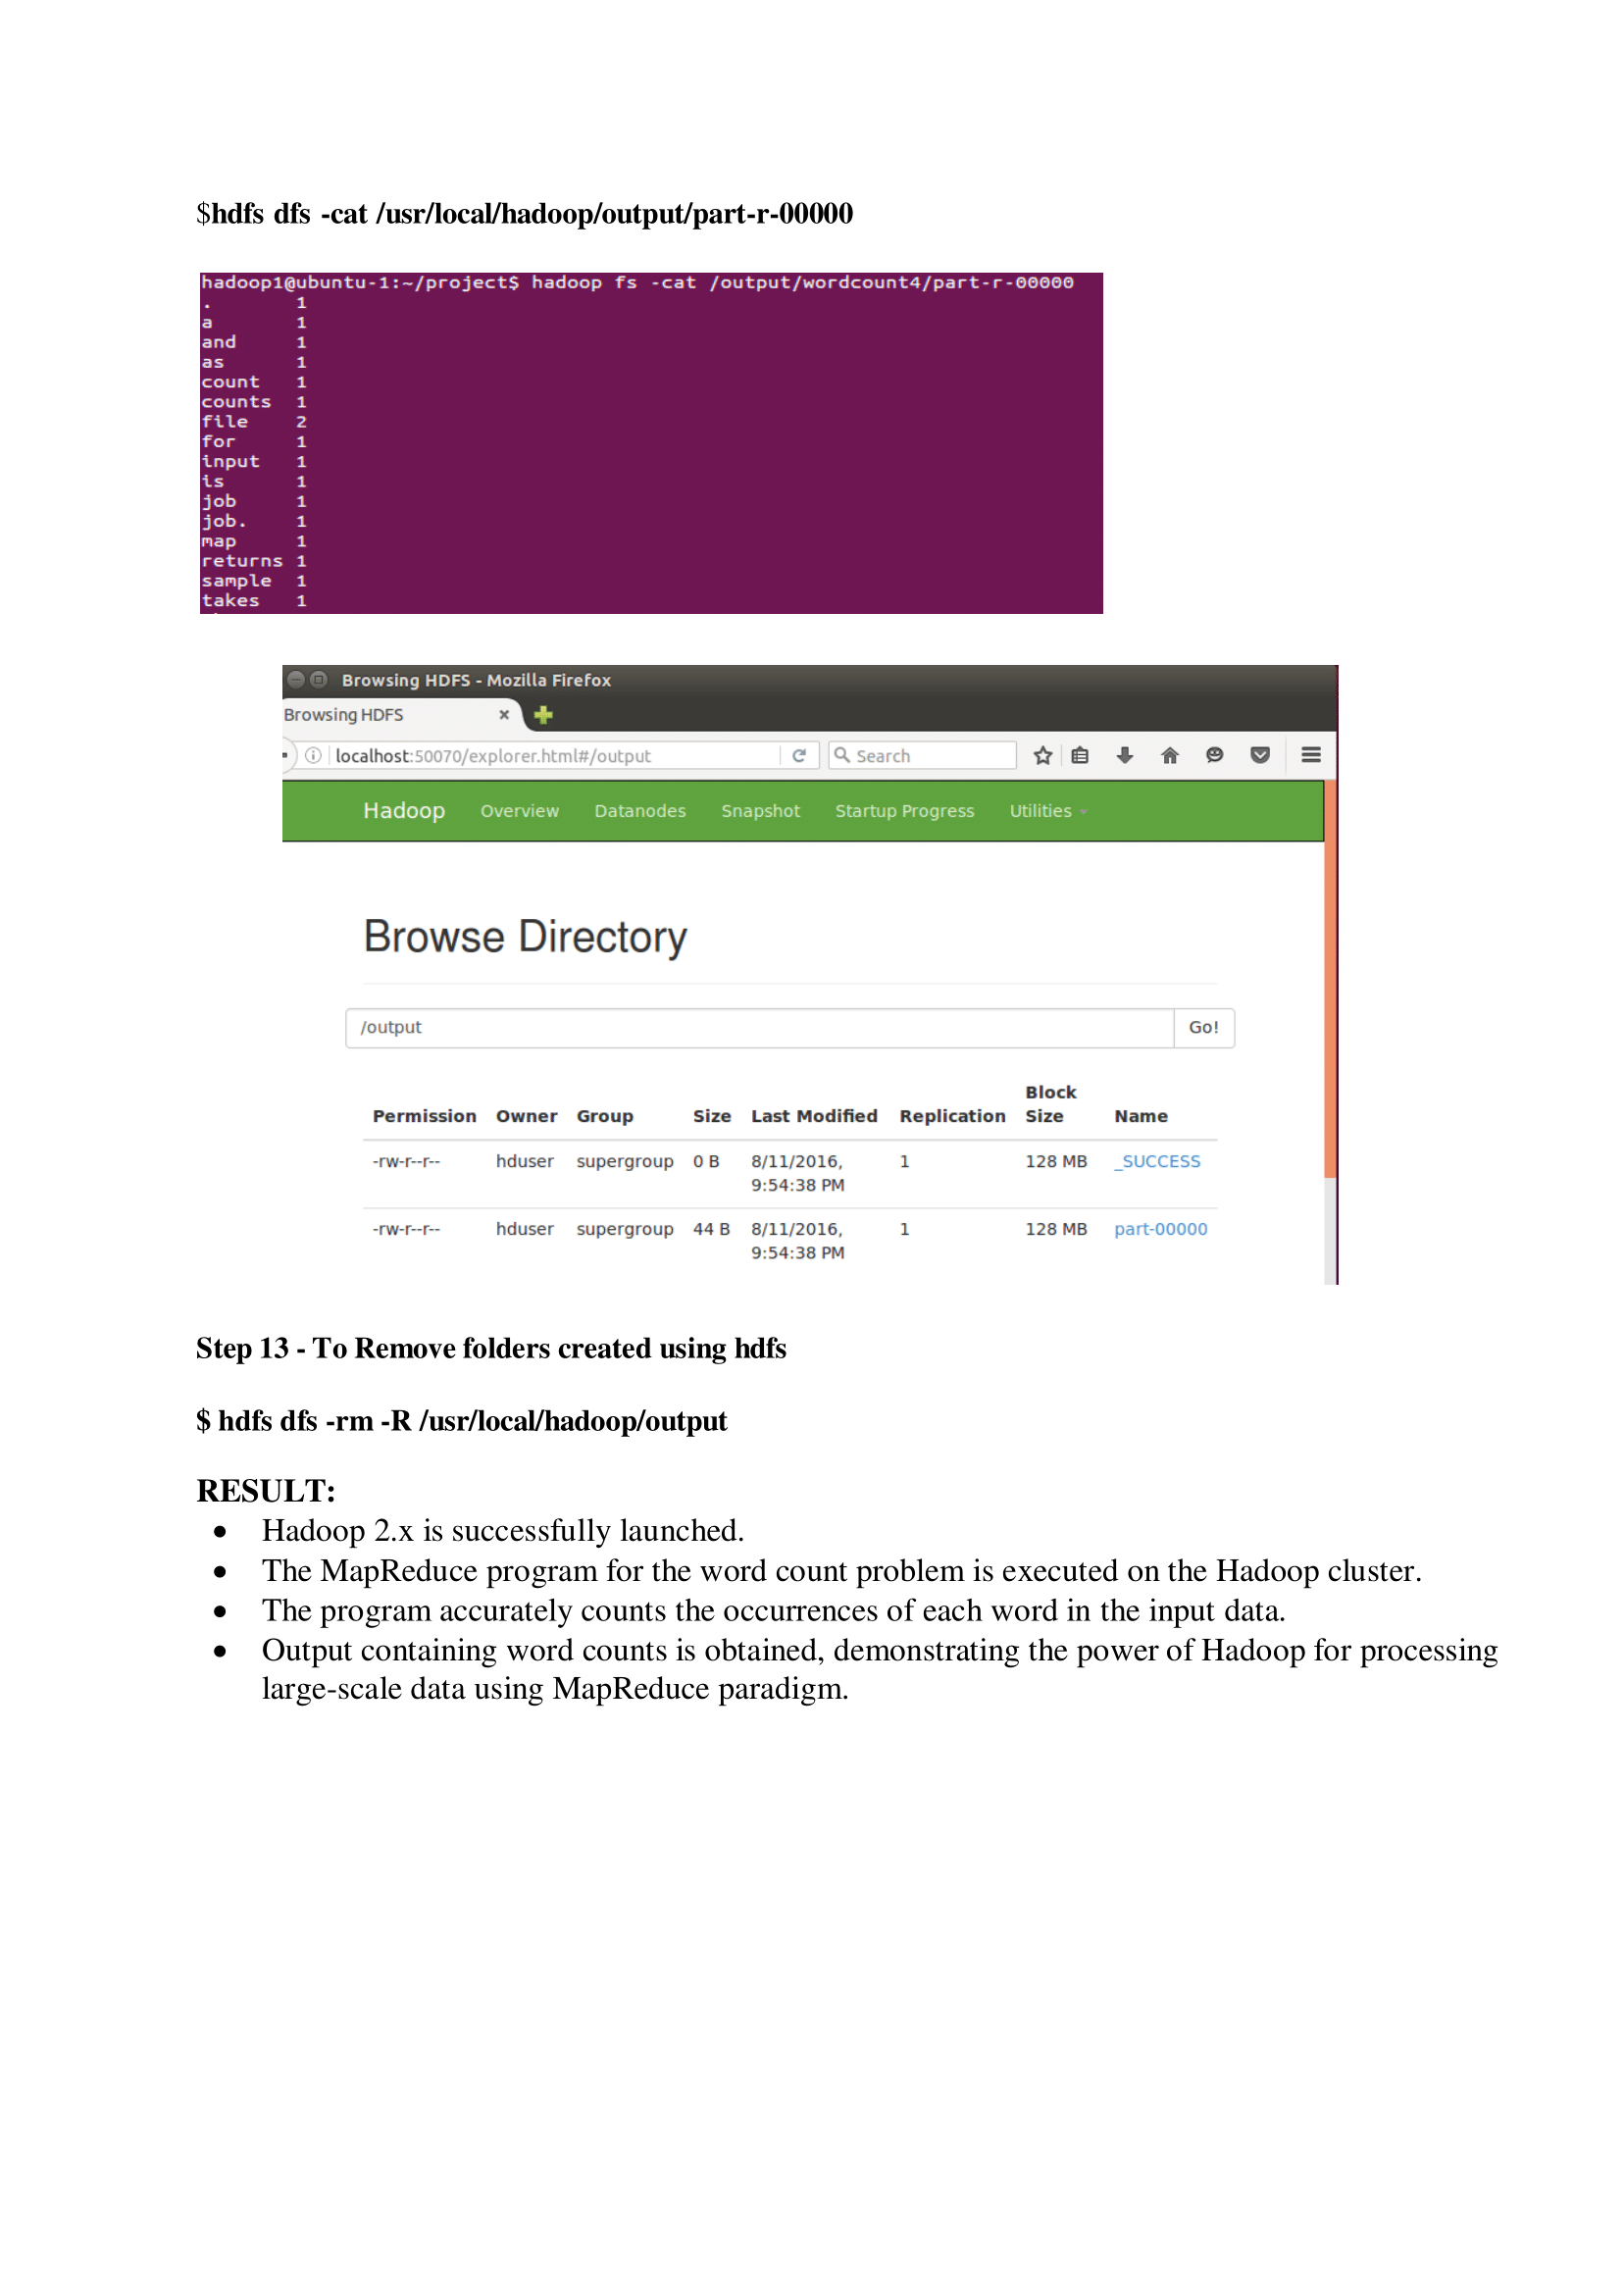 $hdfs dfs -cat /usr/local/hadoop/output/part-r-00000
hadoop1@ubuntu-1:~/project$ hadoop fs -cat /output/wordcount4/part-r-00000
. 1
a 1
and 1
as 1
count 1
counts 1
file 2
for 1
input 1
is 1
job 1
job. 1
map 1
returns 1
sample 1
takes 1
Browsing HDFS - Mozilla Firefox
Browsing HDFS
localhost:50070/explorer.html#/output
Search
Hadoop Overview Datanodes Snapshot Startup Progress Utilities
Browse Directory
/output Go!
Permission Owner Group Size Last Modified Replication Block Size Name
-rw-r--r-- hduser supergroup 0 B 8/11/2016, 9:54:38 PM 1 128 MB _SUCCESS
-rw-r--r-- hduser supergroup 44 B 8/11/2016, 9:54:38 PM 1 128 MB part-00000
Step 13 - To Remove folders created using hdfs
$ hdfs dfs -rm -R /usr/local/hadoop/output
RESULT:
• Hadoop 2.x is successfully launched.
• The MapReduce program for the word count problem is executed on the Hadoop cluster.
• The program accurately counts the occurrences of each word in the input data.
• Output containing word counts is obtained, demonstrating the power of Hadoop for processing
large-scale data using MapReduce paradigm.